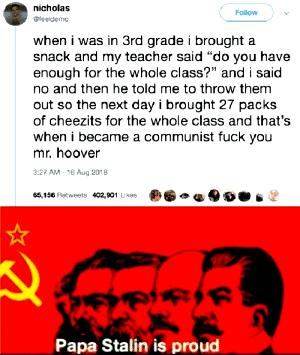 nicholas
Follow
@feeldemo
when i was in 3rd grade i brought a
snack and my teacher said "do you have
enough for the whole class?" and i said
no and then he told me to throw them
out so the next day i brought 27 packs
of cheezits for the whole class and that's
when i became a communist fuck you
mr. hoover
3:27 AM - 16 Aug 2018
65,156 Retweets 402,901 Likes
Papa Stalin is proud